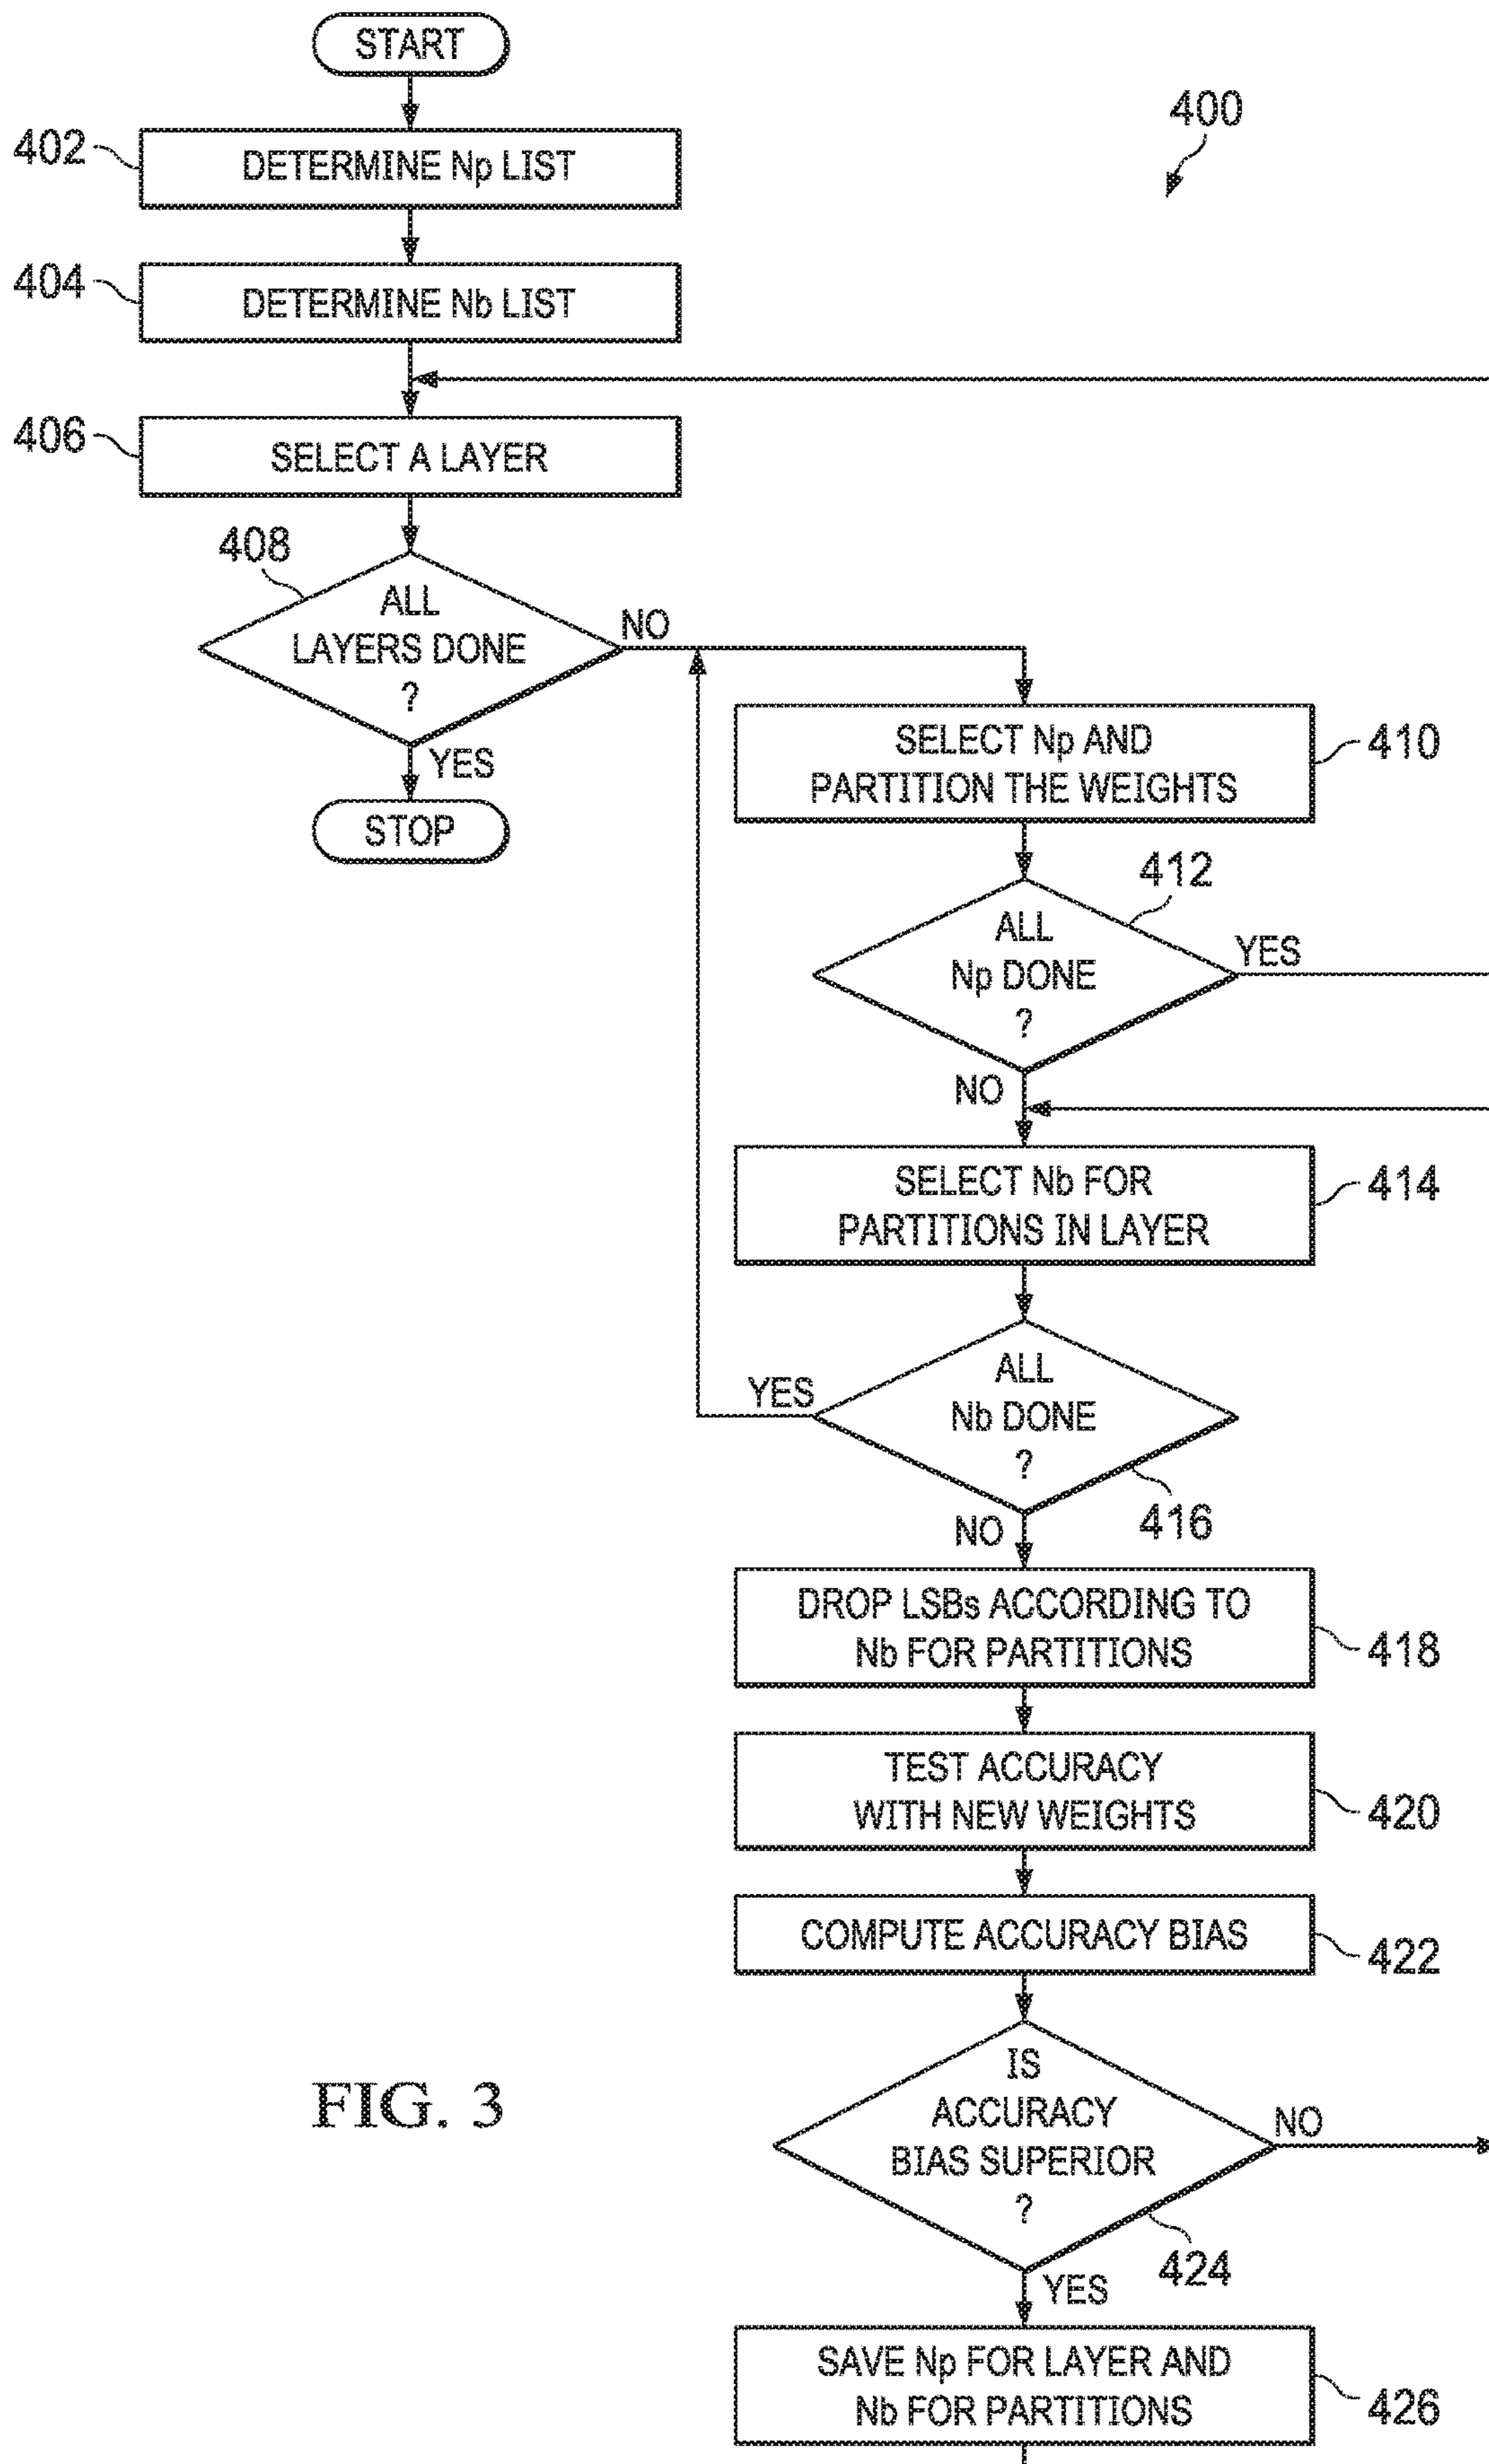 START
400
402
DETERMINE Np LIST
404
DETERMINE Nb LIST
406
SELECT A LAYER
408
ALL
LAYERS DONE
?
NO
YES
STOP
SELECT Np AND
PARTITION THE WEIGHTS
410
412
ALL
Np DONE
?
YES
NO
SELECT Nb FOR
PARTITIONS IN LAYER
414
ALL
Nb DONE
?
YES
416
NO
DROP LSBs ACCORDING TO
Nb FOR PARTITIONS
418
TEST ACCURACY
WITH NEW WEIGHTS
420
COMPUTE ACCURACY BIAS
422
IS
ACCURACY
BIAS SUPERIOR
?
NO
424
YES
SAVE Np FOR LAYER AND
Nb FOR PARTITIONS
426
FIG. 3